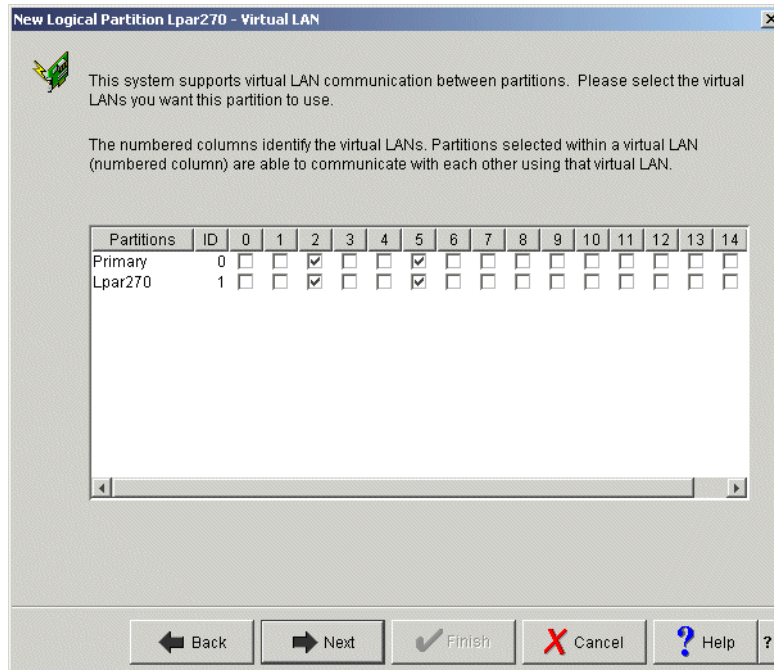 New Logical Partition Lpar270 - Virtual LAN
This system supports virtual LAN communication between partitions. Please select the virtual
LANs you want this partition to use.
The numbered columns identify the virtual LANs. Partitions selected within a virtual LAN
(numbered column) are able to communicate with each other using that virtual LAN.
Partitions ID 0 1 2 3 4 5 6 7 8 9 10 11 12 13 14
Primary 0
Lpar270 1
Back Next Finish Cancel ? Help ?